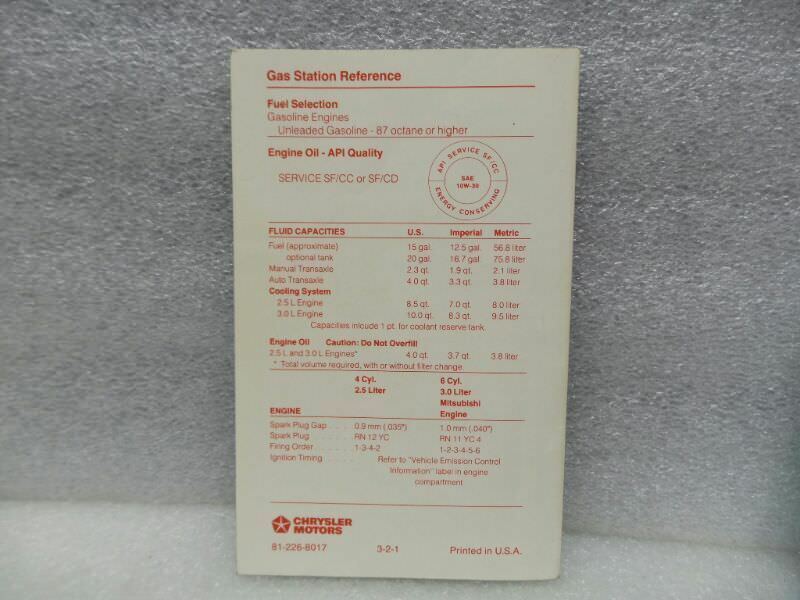 Gas Station Reference
Fuel Selection
Gasoline Engines
Unleaded Gasoline - 87 octane or higher
Engine Oil - API Quality
SERVICE SF/CC or SF/CD
API SERVICE SF/CC
SAE
10W-30
ENERGY CONSERVING
FLUID CAPACITIES U.S. Imperial Metric
Fuel (approximate) 15 gal. 12.5 gal. 56.8 liter
optional tank 20 gal. 16.7 gal. 75.8 liter
Manual Transaxle 2.3 qt. 1.9 qt. 2.1 liter
Auto Transaxle 4.0 qt. 3.3 qt. 3.8 liter
Cooling System
2.5 L Engine 8.5 qt. 7.0 qt. 8.0 liter
3.0 L Engine 10.0 qt. 8.3 qt. 9.5 liter
Capacities include 1 pt. for coolant reserve tank.
Engine Oil Caution: Do Not Overfill
2.5 L and 3.0 L Engines* 4.0 qt. 3.7 qt. 3.8 liter
* Total volume required, with or without filter change
4 Cyl. 6 Cyl.
2.5 Liter 3.0 Liter
Mitsubishi
ENGINE Engine
Spark Plug Gap . . . . 0.9 mm (.035") 1.0 mm (.040")
Spark Plug . . . . . . RN 12 YC RN 11 YC 4
Firing Order . . . . . . 1-3-4-2 1-2-3-4-5-6
Ignition Timing . . . . Refer to "Vehicle Emission Control
Information" label in engine
compartment
CHRYSLER
MOTORS
81-226-8017 3-2-1 Printed in U.S.A.